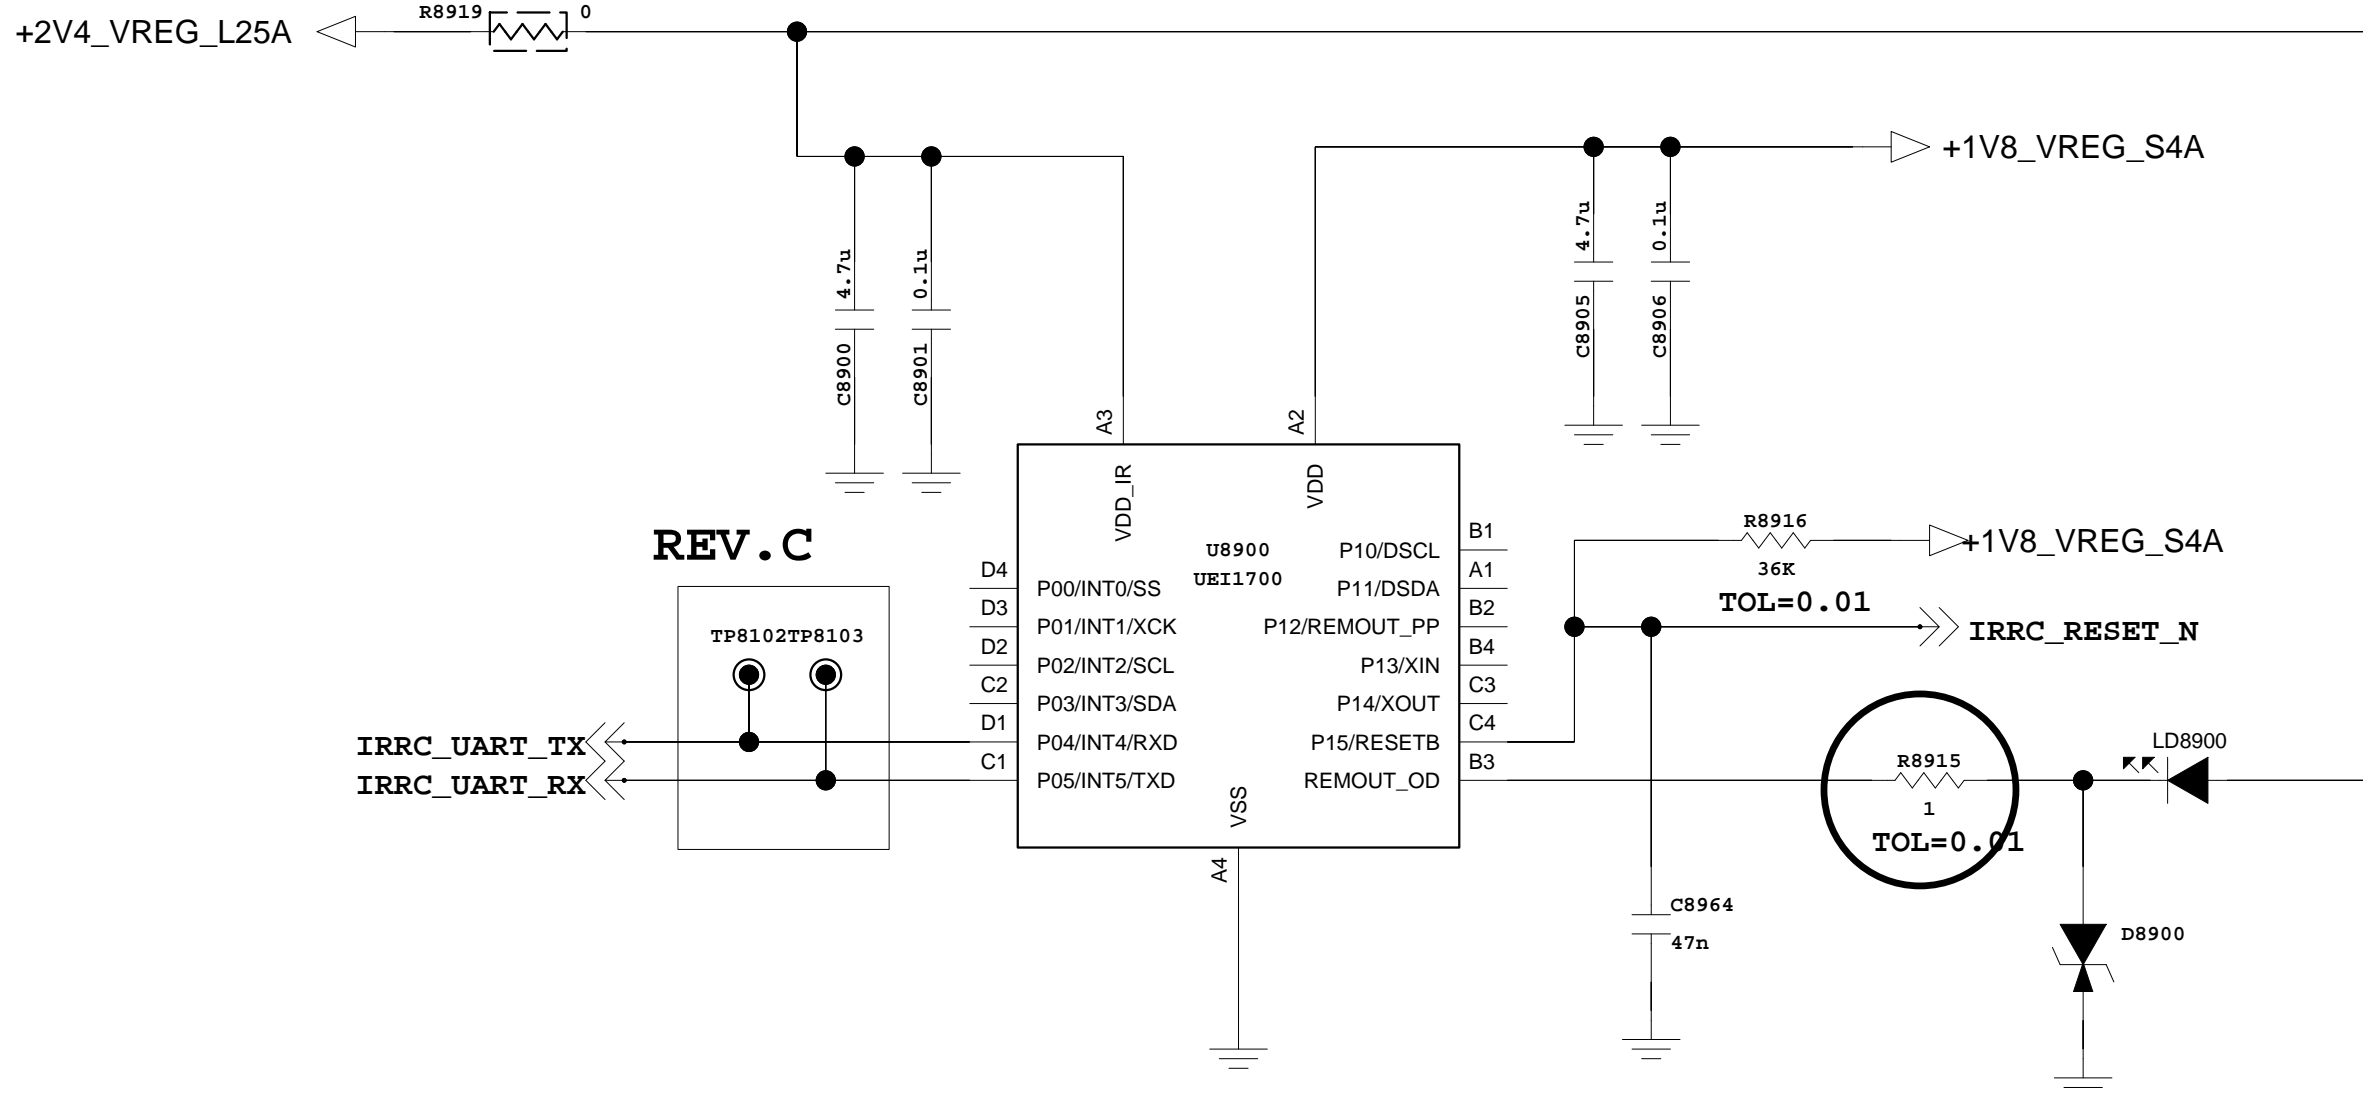 R8919
0
+2V4_VREG_L25A
+1V8_VREG_S4A
4.7u
0.1u
C8900
C8901
4.7u
0.1u
C8905
C8906
A3
A2
VDD_IR
VDD
REV.C
U8900
UEI1700
R8916
+1V8_VREG_S4A
36K
TOL=0.01
IRRC_RESET_N
D4
P00/INT0/SS
D3
P01/INT1/XCK
D2
P02/INT2/SCL
C2
P03/INT3/SDA
D1
P04/INT4/RXD
C1
P05/INT5/TXD
B1
P10/DSCL
A1
P11/DSDA
B2
P12/REMOUT_PP
B4
P13/XIN
C3
P14/XOUT
C4
P15/RESETB
B3
REMOUT_OD
TP8102TP8103
IRRC_UART_TX
IRRC_UART_RX
VSS
A4
LD8900
R8915
1
TOL=0.01
C8964
47n
D8900